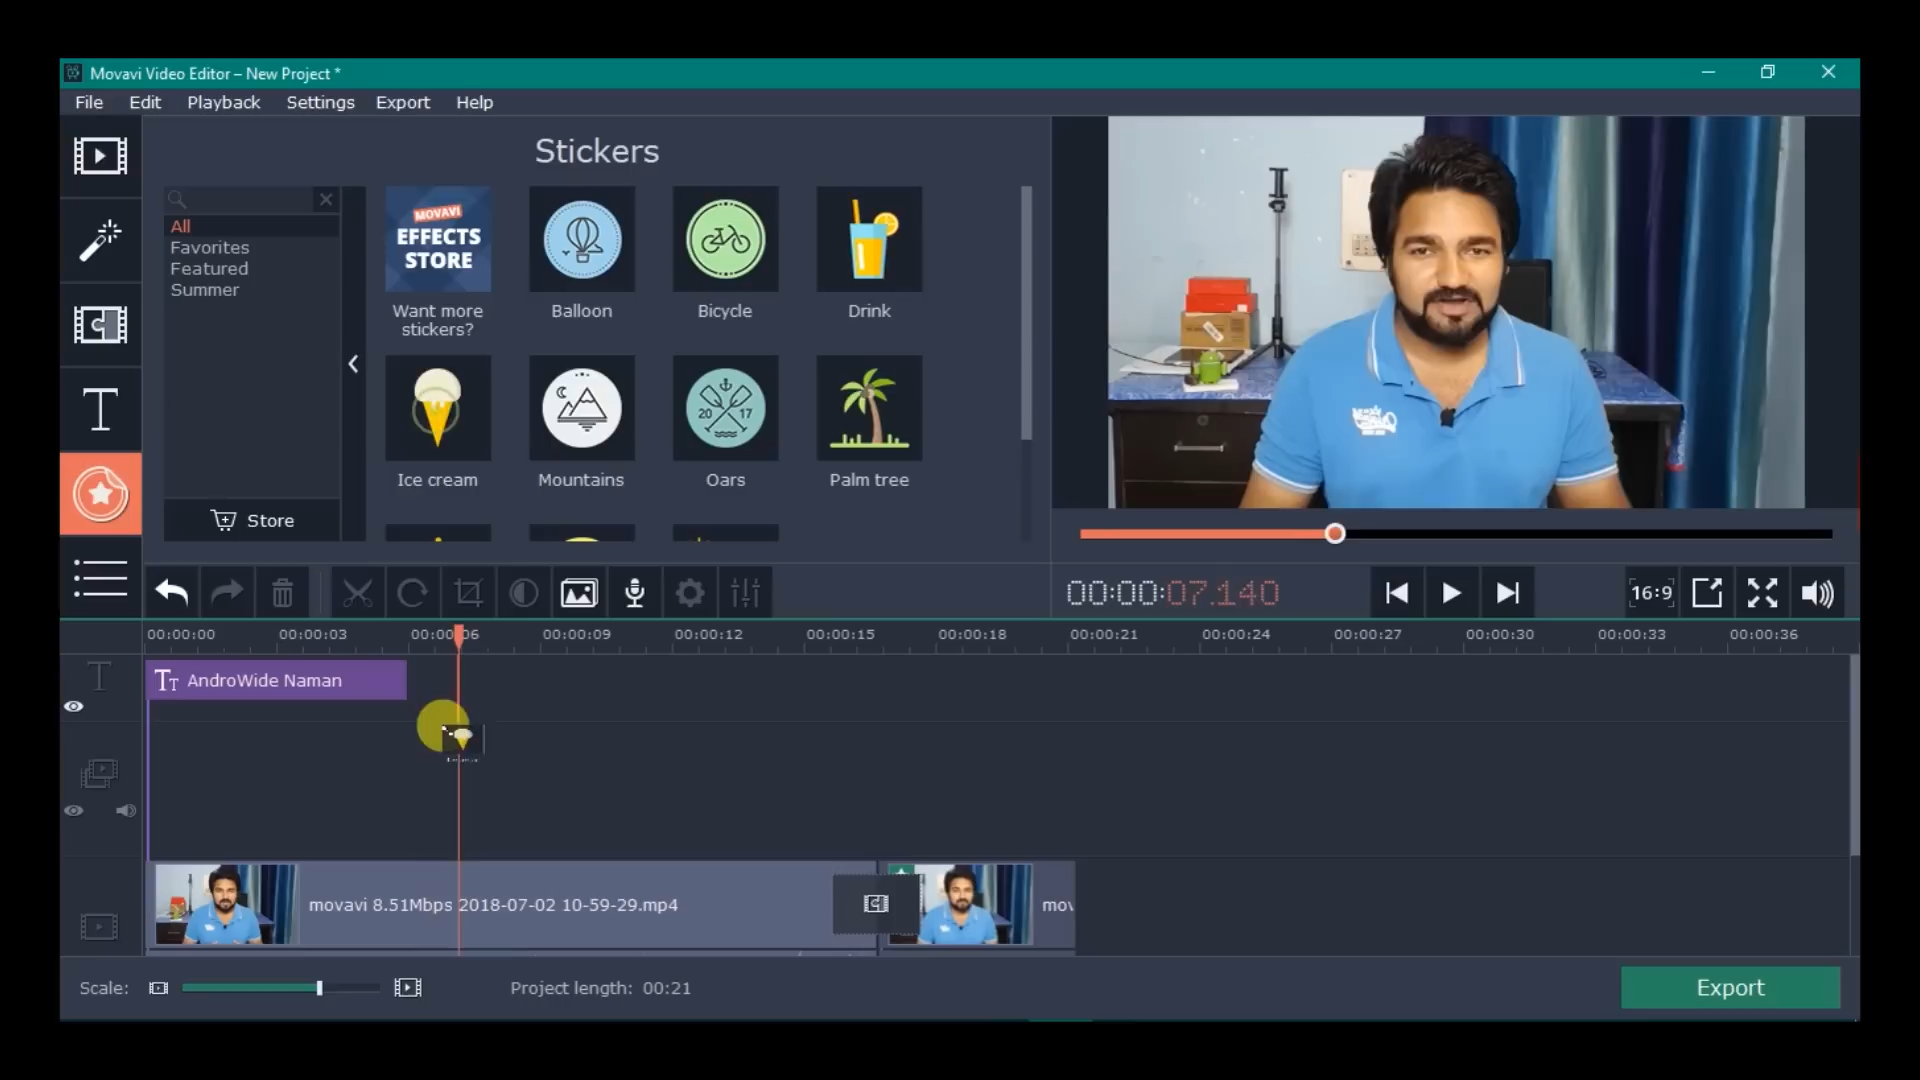 Movavi Video Editor – New Project *
File Edit Playback Settings Export Help
Stickers
All
Favorites
Featured
Summer
Store
MOVAVI
EFFECTS
STORE
Want more
stickers?
Balloon
Bicycle
Drink
Ice cream
Mountains
20 17
Oars
Palm tree
00:00:07.140
16:9
00:00:00 00:00:03 00:00:06 00:00:09 00:00:12 00:00:15 00:00:18 00:00:21 00:00:24 00:00:27 00:00:30 00:00:33 00:00:36
AndroWide Naman
movavi 8.51Mbps 2018-07-02 10-59-29.mp4
mov
Scale:
Project length: 00:21
Export